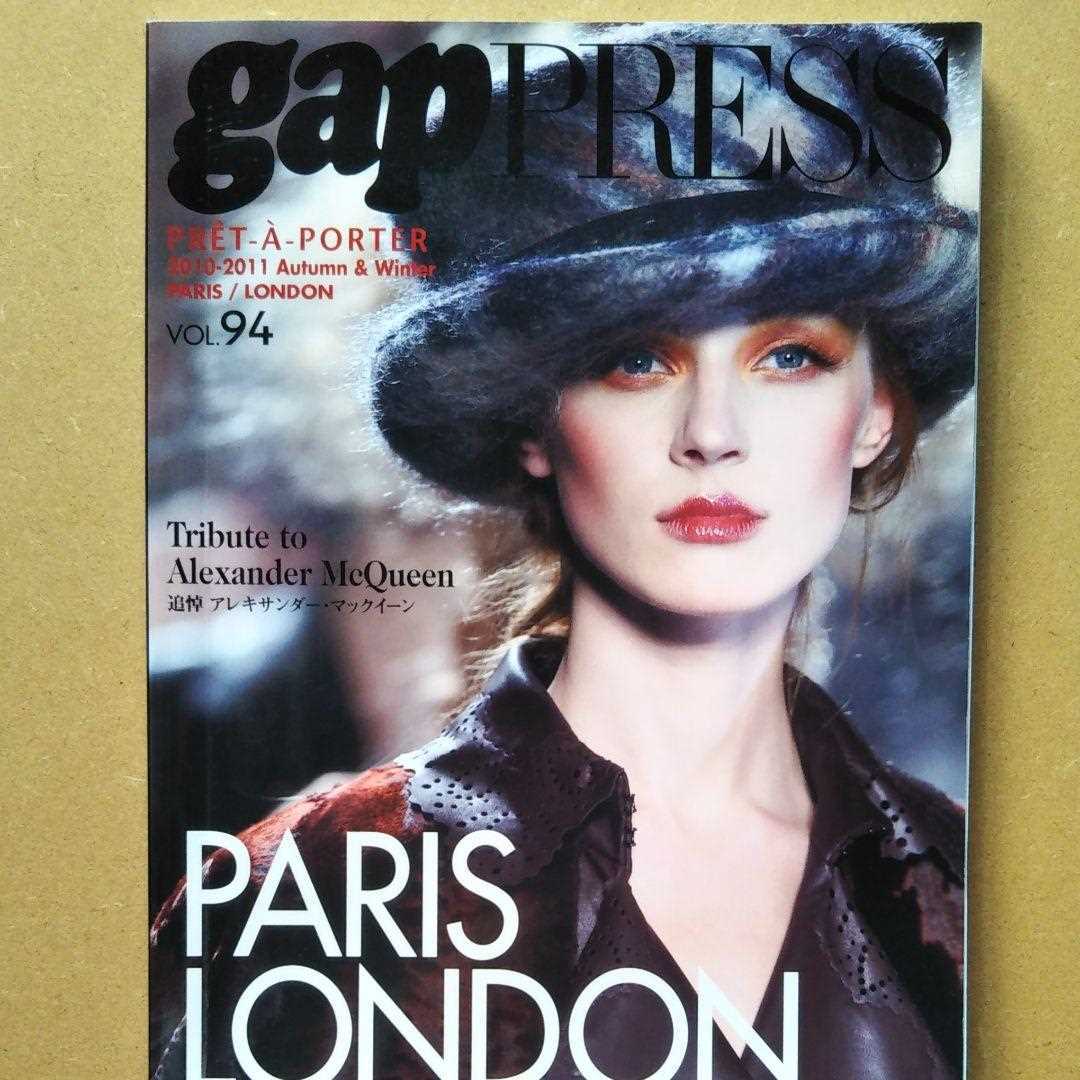 gap PRESS
PRÊT-À-PORTER
2010-2011 Autumn & Winter
PARIS / LONDON
VOL.94
Tribute to
Alexander McQueen
追悼 アレキサンダー・マックイーン
PARIS
LONDON